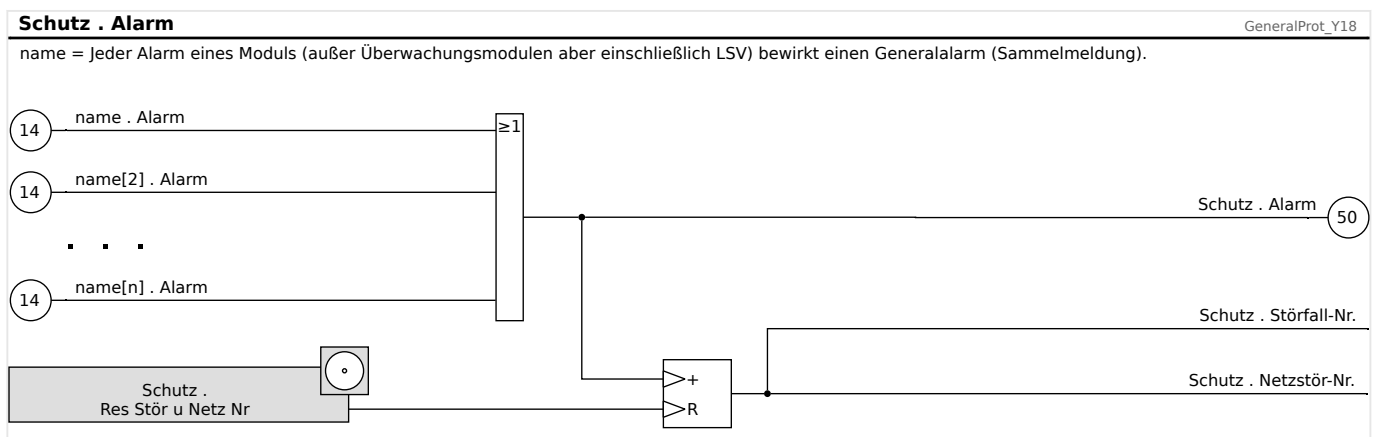 Schutz . Alarm
GeneralProt_Y18
name = Jeder Alarm eines Moduls (außer Überwachungsmodulen aber einschließlich LSV) bewirkt einen Generalalarm (Sammelmeldung).
14
name . Alarm
≥1
14
name[2] . Alarm
Schutz . Alarm
50
. . .
14
name[n] . Alarm
Schutz . Störfall-Nr.
Schutz .
Res Stör u Netz Nr
+
R
Schutz . Netzstör-Nr.